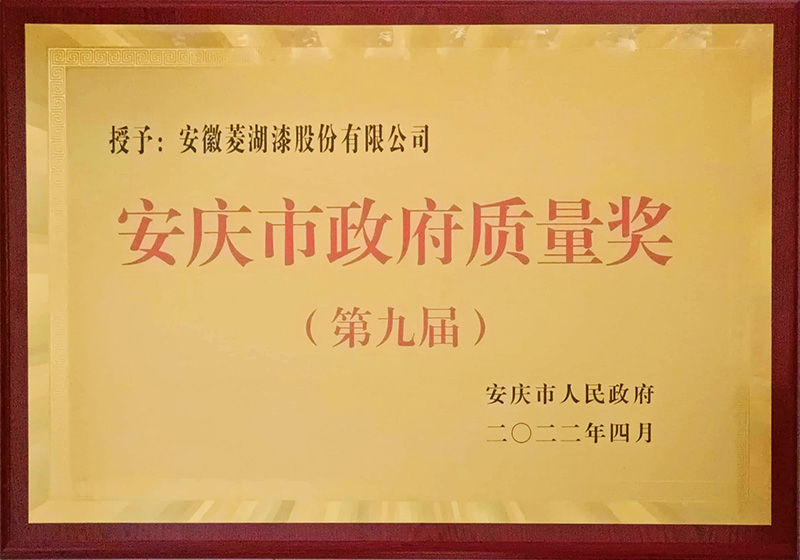 授予：安徽菱湖漆股份有限公司
安庆市政府质量奖
（第九届）
安庆市人民政府
二〇二二年四月